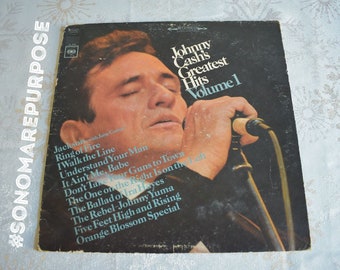 #SONOMAREPURPOSE
Johnny
Cash's
Greatest
Hits
Volume 1
Jackson
Ring of Fire
I Walk the Line
Understand Your Man
It Ain't Me, Babe
Don't Take Your Guns to Town
The One on the Right Is on the Left
The Ballad of Ira Hayes
The Rebel-Johnny Yuma
Five Feet High and Rising
Orange Blossom Special